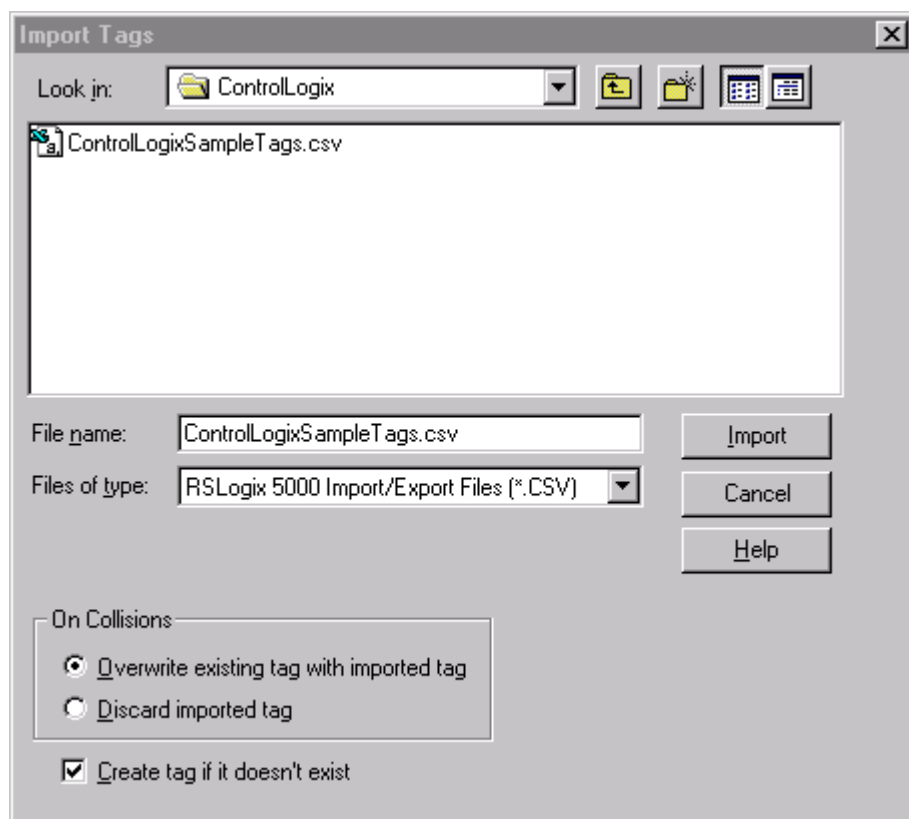 Import Tags
Look in: ControlLogix
ControlLogixSampleTags.csv
File name: ControlLogixSampleTags.csv
Import
Files of type: RSLogix 5000 Import/Export Files (*.CSV)
Cancel
Help
On Collisions
Overwrite existing tag with imported tag
Discard imported tag
Create tag if it doesn't exist